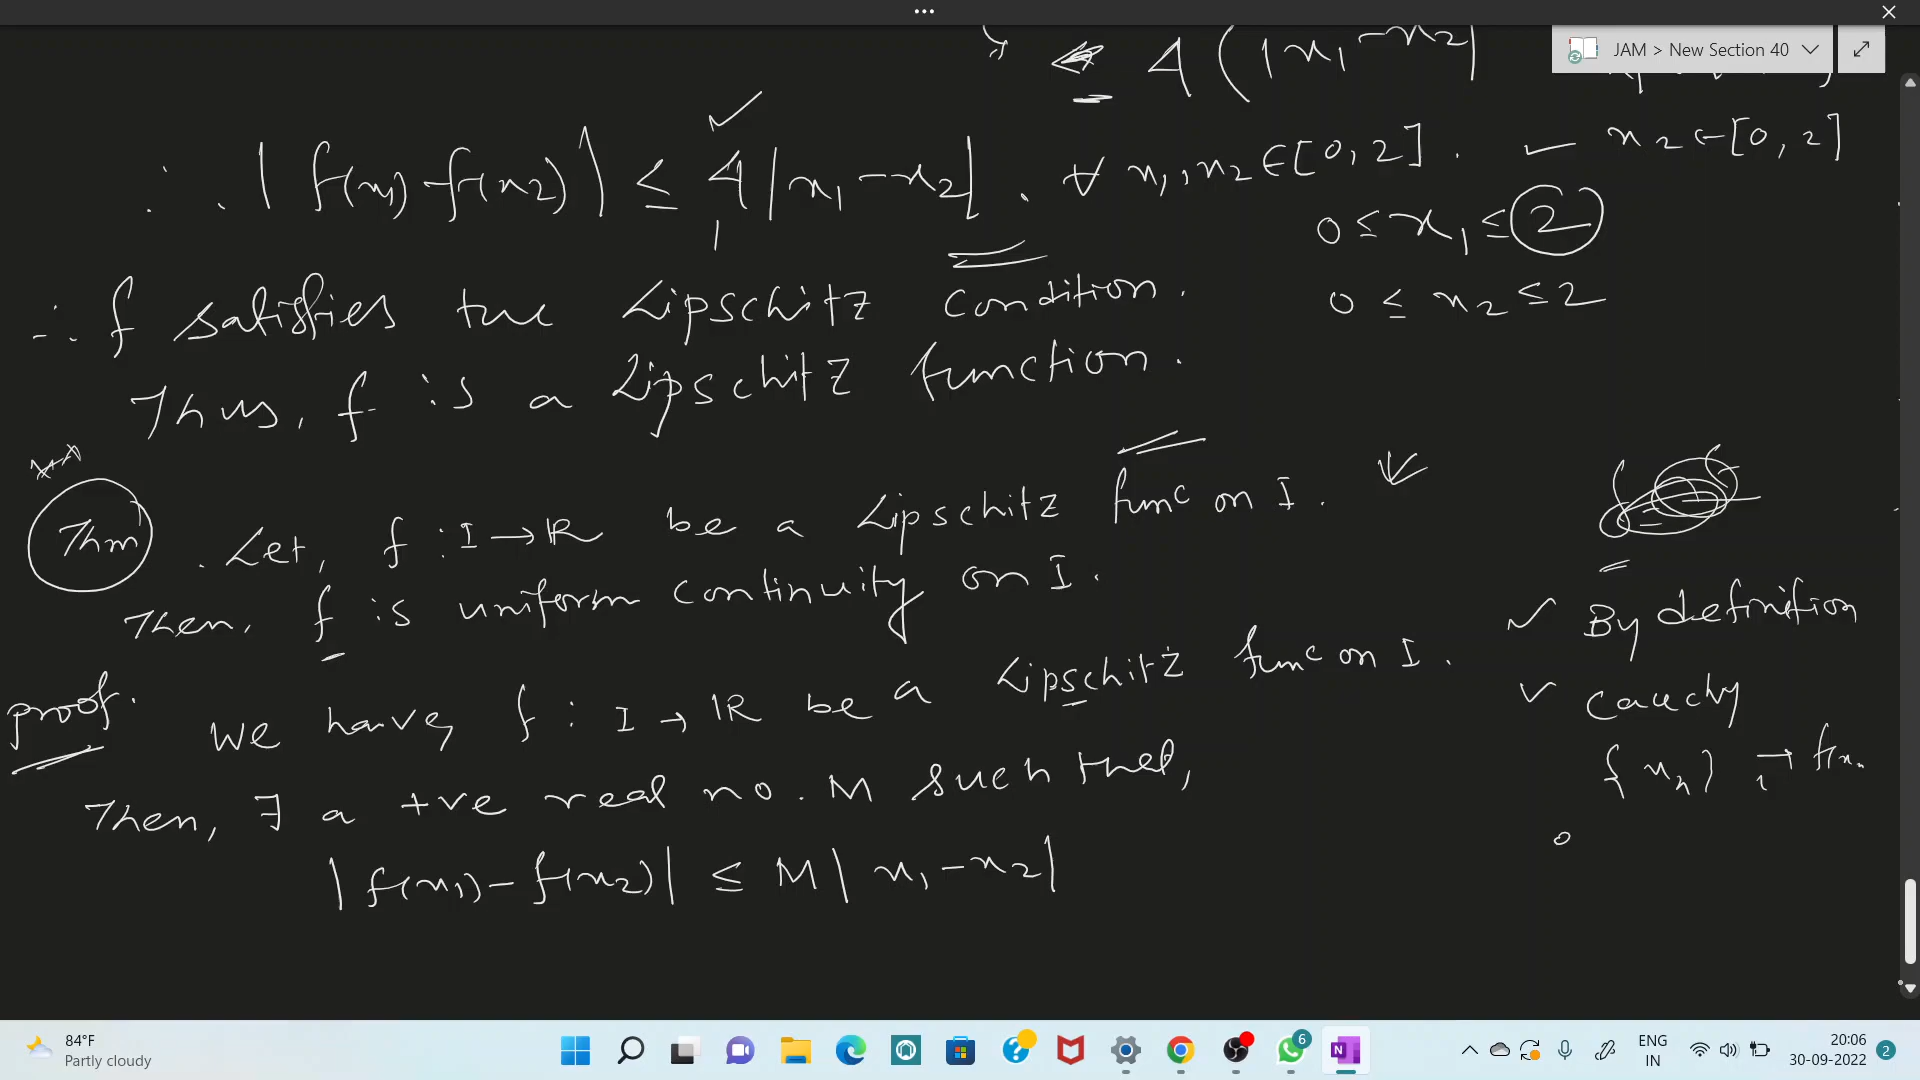 JAM > New Section 40
≤ 4 (|x1 - x2|
∴ |f(x1) - f(x2)| ≤ 4|x1 - x2| . ∀ x1, x2 ∈ [0, 2] .
x2 ∈ [0, 2]
0 ≤ x1 ≤ 2
0 ≤ x2 ≤ 2
∴ f satisfies the Lipschitz condition.
Thus, f is a Lipschitz function.
Thm . Let, f : I → ℝ be a Lipschitz func on I.
Then, f is uniform continuity on I.
Proof. We have, f : I → ℝ be a Lipschitz func on I.
Then, ∃ a +ve real no. M such that,
|f(x1) - f(x2)| ≤ M |x1 - x2|
✓ By definition
✓ Cauchy
{xn} → f(xn
84°F
Partly cloudy
6
ENG
IN
20:06
30-09-2022
2